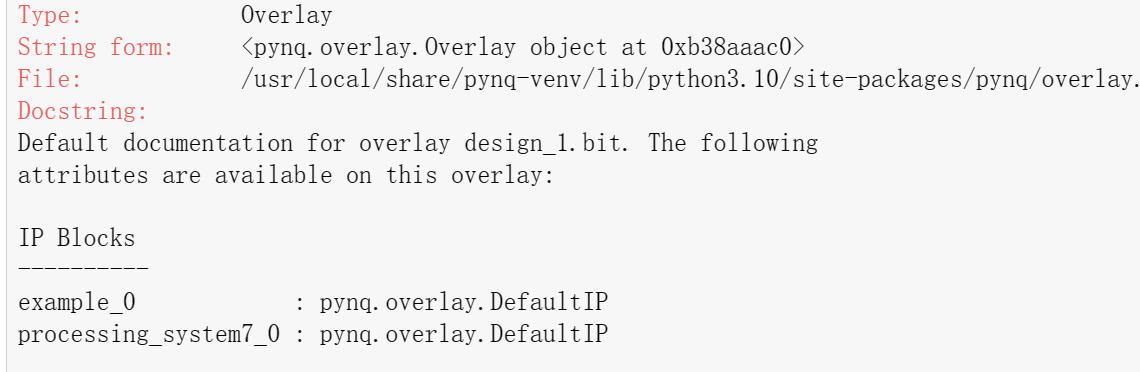 Type:            Overlay
String form:     <pynq.overlay.Overlay object at 0xb38aaac0>
File:            /usr/local/share/pynq-venv/lib/python3.10/site-packages/pynq/overlay.
Docstring:
Default documentation for overlay design_1.bit. The following
attributes are available on this overlay:

IP Blocks
----------
example_0            : pynq.overlay.DefaultIP
processing_system7_0 : pynq.overlay.DefaultIP